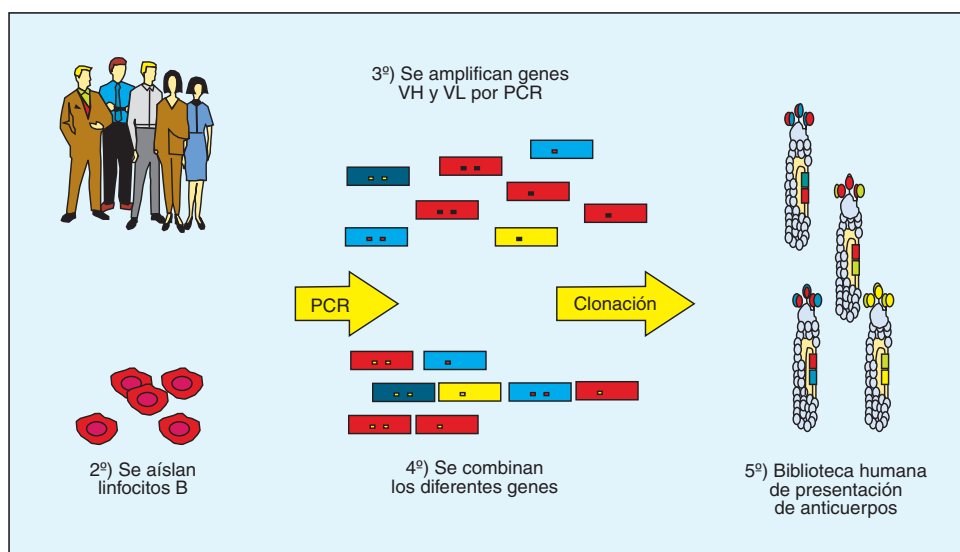 3º) Se amplifican genes
VH y VL por PCR
PCR
Clonación
2º) Se aíslan
linfocitos B
4º) Se combinan
los diferentes genes
5º) Biblioteca humana
de presentación
de anticuerpos